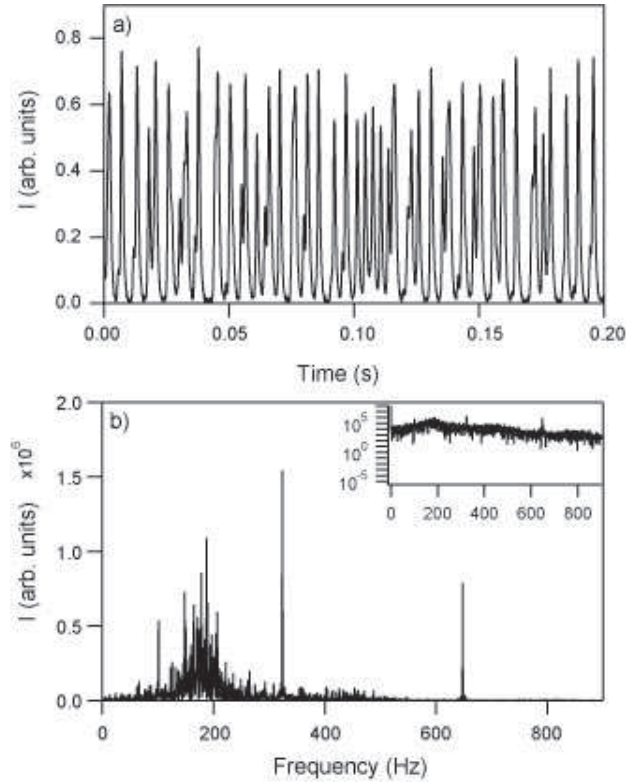 a)
I (arb. units)
0.8
0.6
0.4
0.2
0.0
0.00 0.05 0.10 0.15 0.20
Time (s)
b)
I (arb. units) x10⁶
2.0
1.5
1.0
0.5
0.0
10⁵
10⁰
10⁻⁵
0 200 400 600 800
0 200 400 600 800
Frequency (Hz)